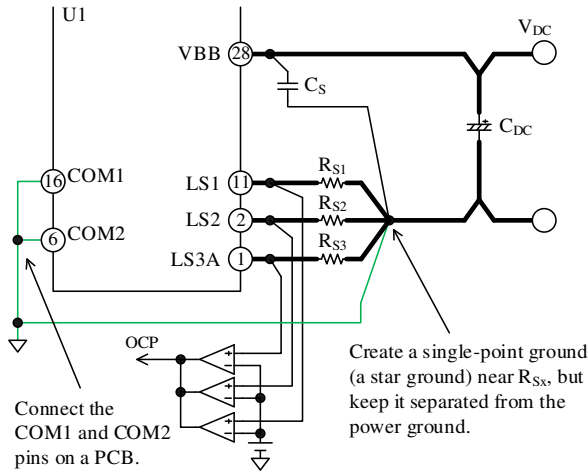 U1
VBB
28
VDC
CS
CDC
16
COM1
LS1
11
RS1
LS2
2
RS2
6
COM2
LS3A
1
RS3
OCP
+
−
+
−
+
−
Connect the
COM1 and COM2
pins on a PCB.
Create a single-point ground
(a star ground) near RSx, but
keep it separated from the
power ground.